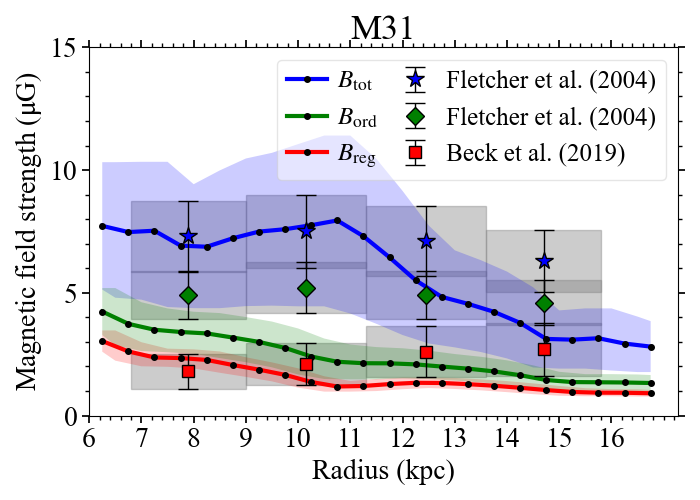 M31
Magnetic field strength (μG)
15
10
5
0
B_tot
B_ord
B_reg
Fletcher et al. (2004)
Fletcher et al. (2004)
Beck et al. (2019)
6 7 8 9 10 11 12 13 14 15 16
Radius (kpc)